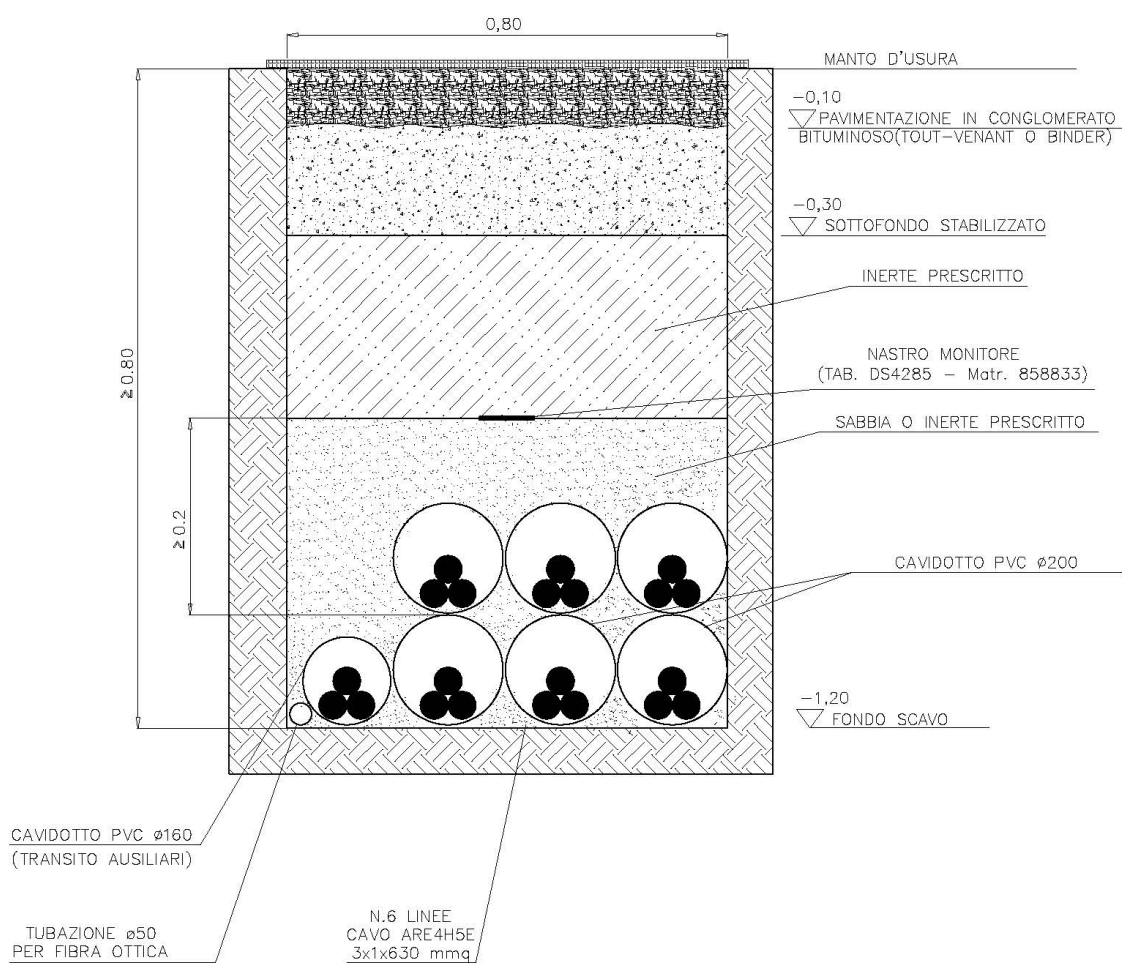 0,80
MANTO D'USURA
-0,10
PAVIMENTAZIONE IN CONGLOMERATO
BITUMINOSO(TOUT-VENANT O BINDER)
-0,30
SOTTOFONDO STABILIZZATO
INERTE PRESCRITTO
NASTRO MONITORE
(TAB. DS4285 - Matr. 858833)
SABBIA O INERTE PRESCRITTO
≥0.80
≥0.2
CAVIDOTTO PVC ø200
-1,20
FONDO SCAVO
CAVIDOTTO PVC ø160
(TRANSITO AUSILIARI)
TUBAZIONE ø50
PER FIBRA OTTICA
N.6 LINEE
CAVO ARE4H5E
3x1x630 mmq